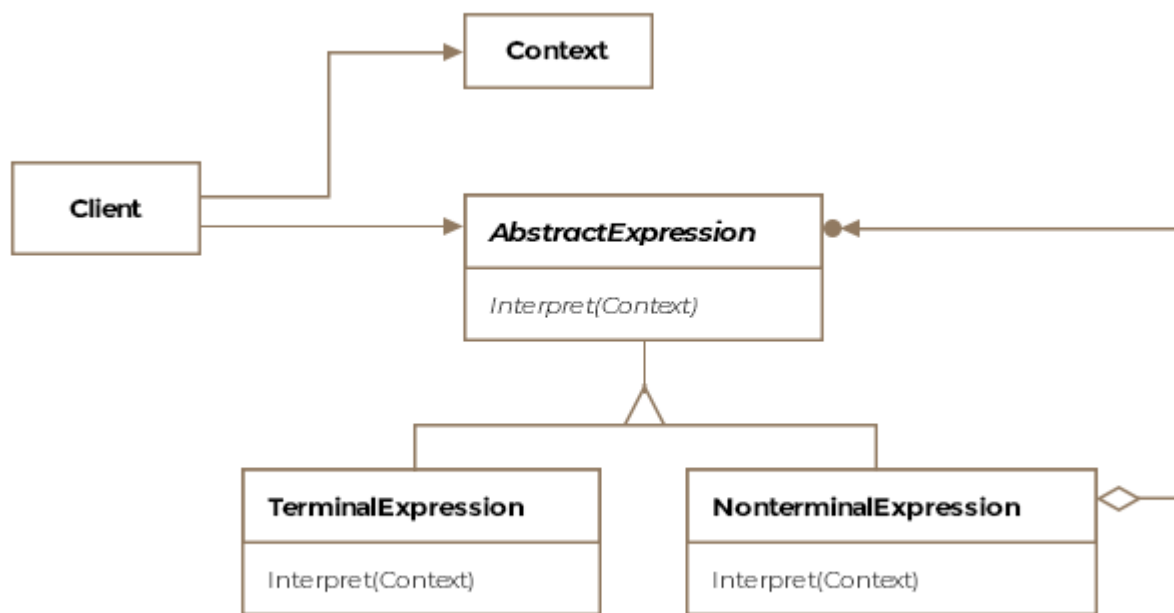 Context
Client
AbstractExpression
Interpret(Context)
TerminalExpression
Interpret(Context)
NonterminalExpression
Interpret(Context)